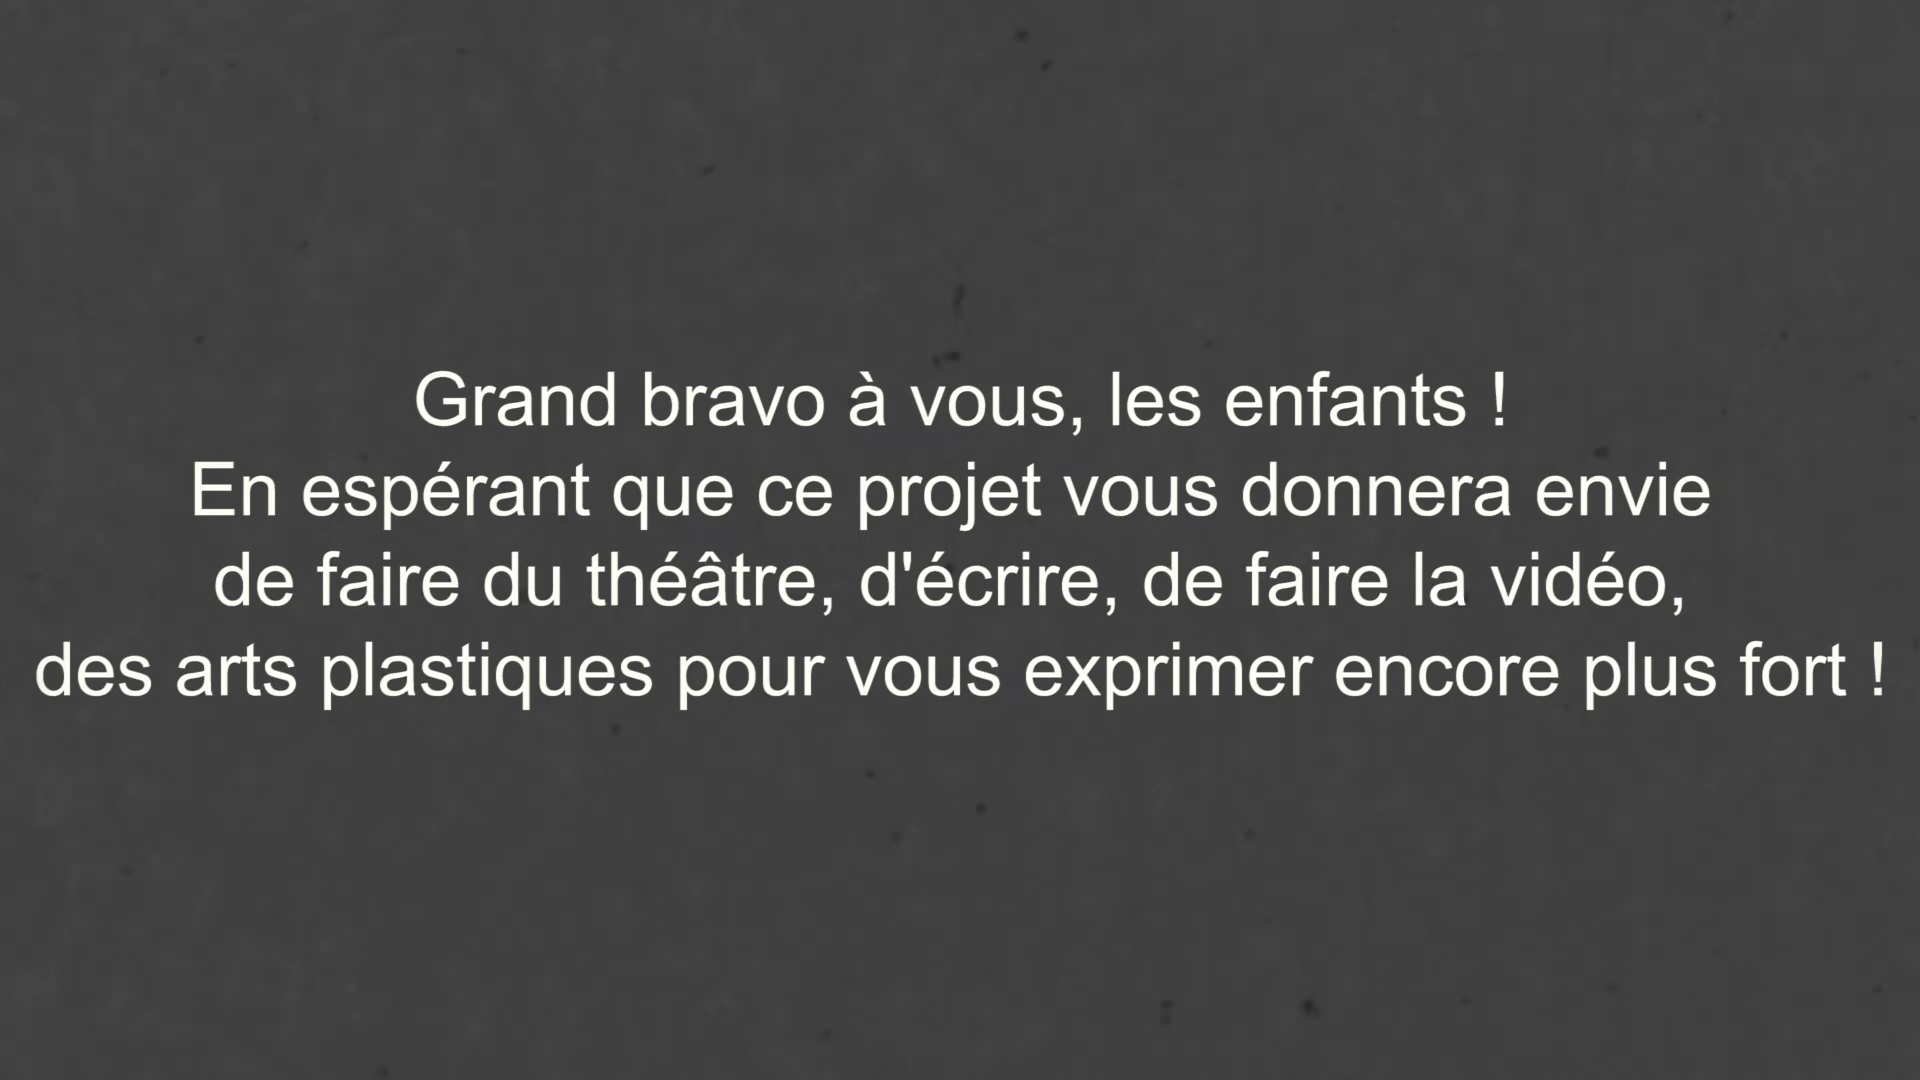 Grand bravo à vous, les enfants !
En espérant que ce projet vous donnera envie
de faire du théâtre, d'écrire, de faire la vidéo,
des arts plastiques pour vous exprimer encore plus fort !